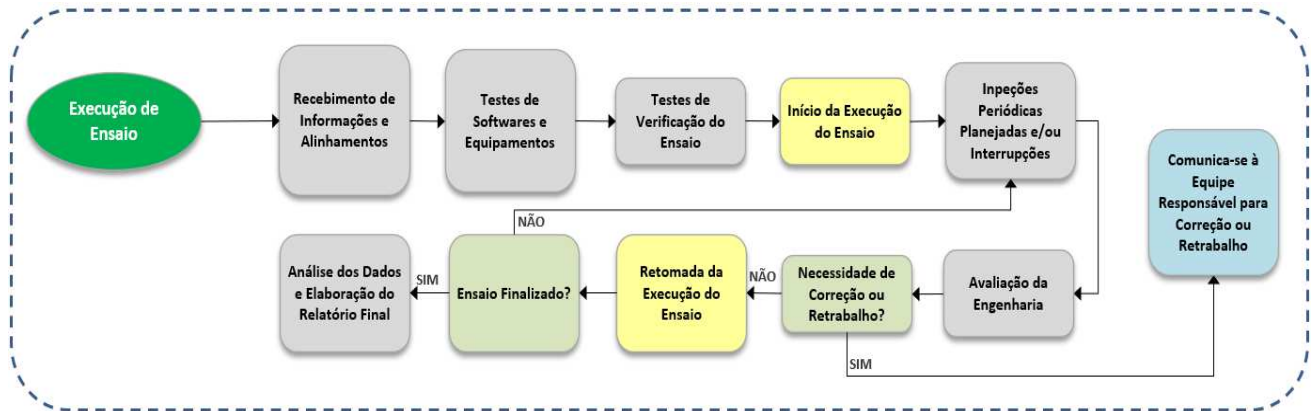 Execução de
Ensaio
Recebimento de
Informações e
Alinhamentos
Testes de
Softwares e
Equipamentos
Testes de
Verificação do
Ensaio
Início da Execução
do Ensaio
Inpeções
Periódicas
Planejadas e/ou
Interrupções
Comunica-se à
Equipe
Responsável para
Correção ou
Retrabalho
NÃO
Análise dos Dados
e Elaboração do
Relatório Final
SIM
Ensaio Finalizado?
Retomada da
Execução do
Ensaio
NÃO
Necessidade de
Correção ou
Retrabalho?
Avaliação da
Engenharia
SIM